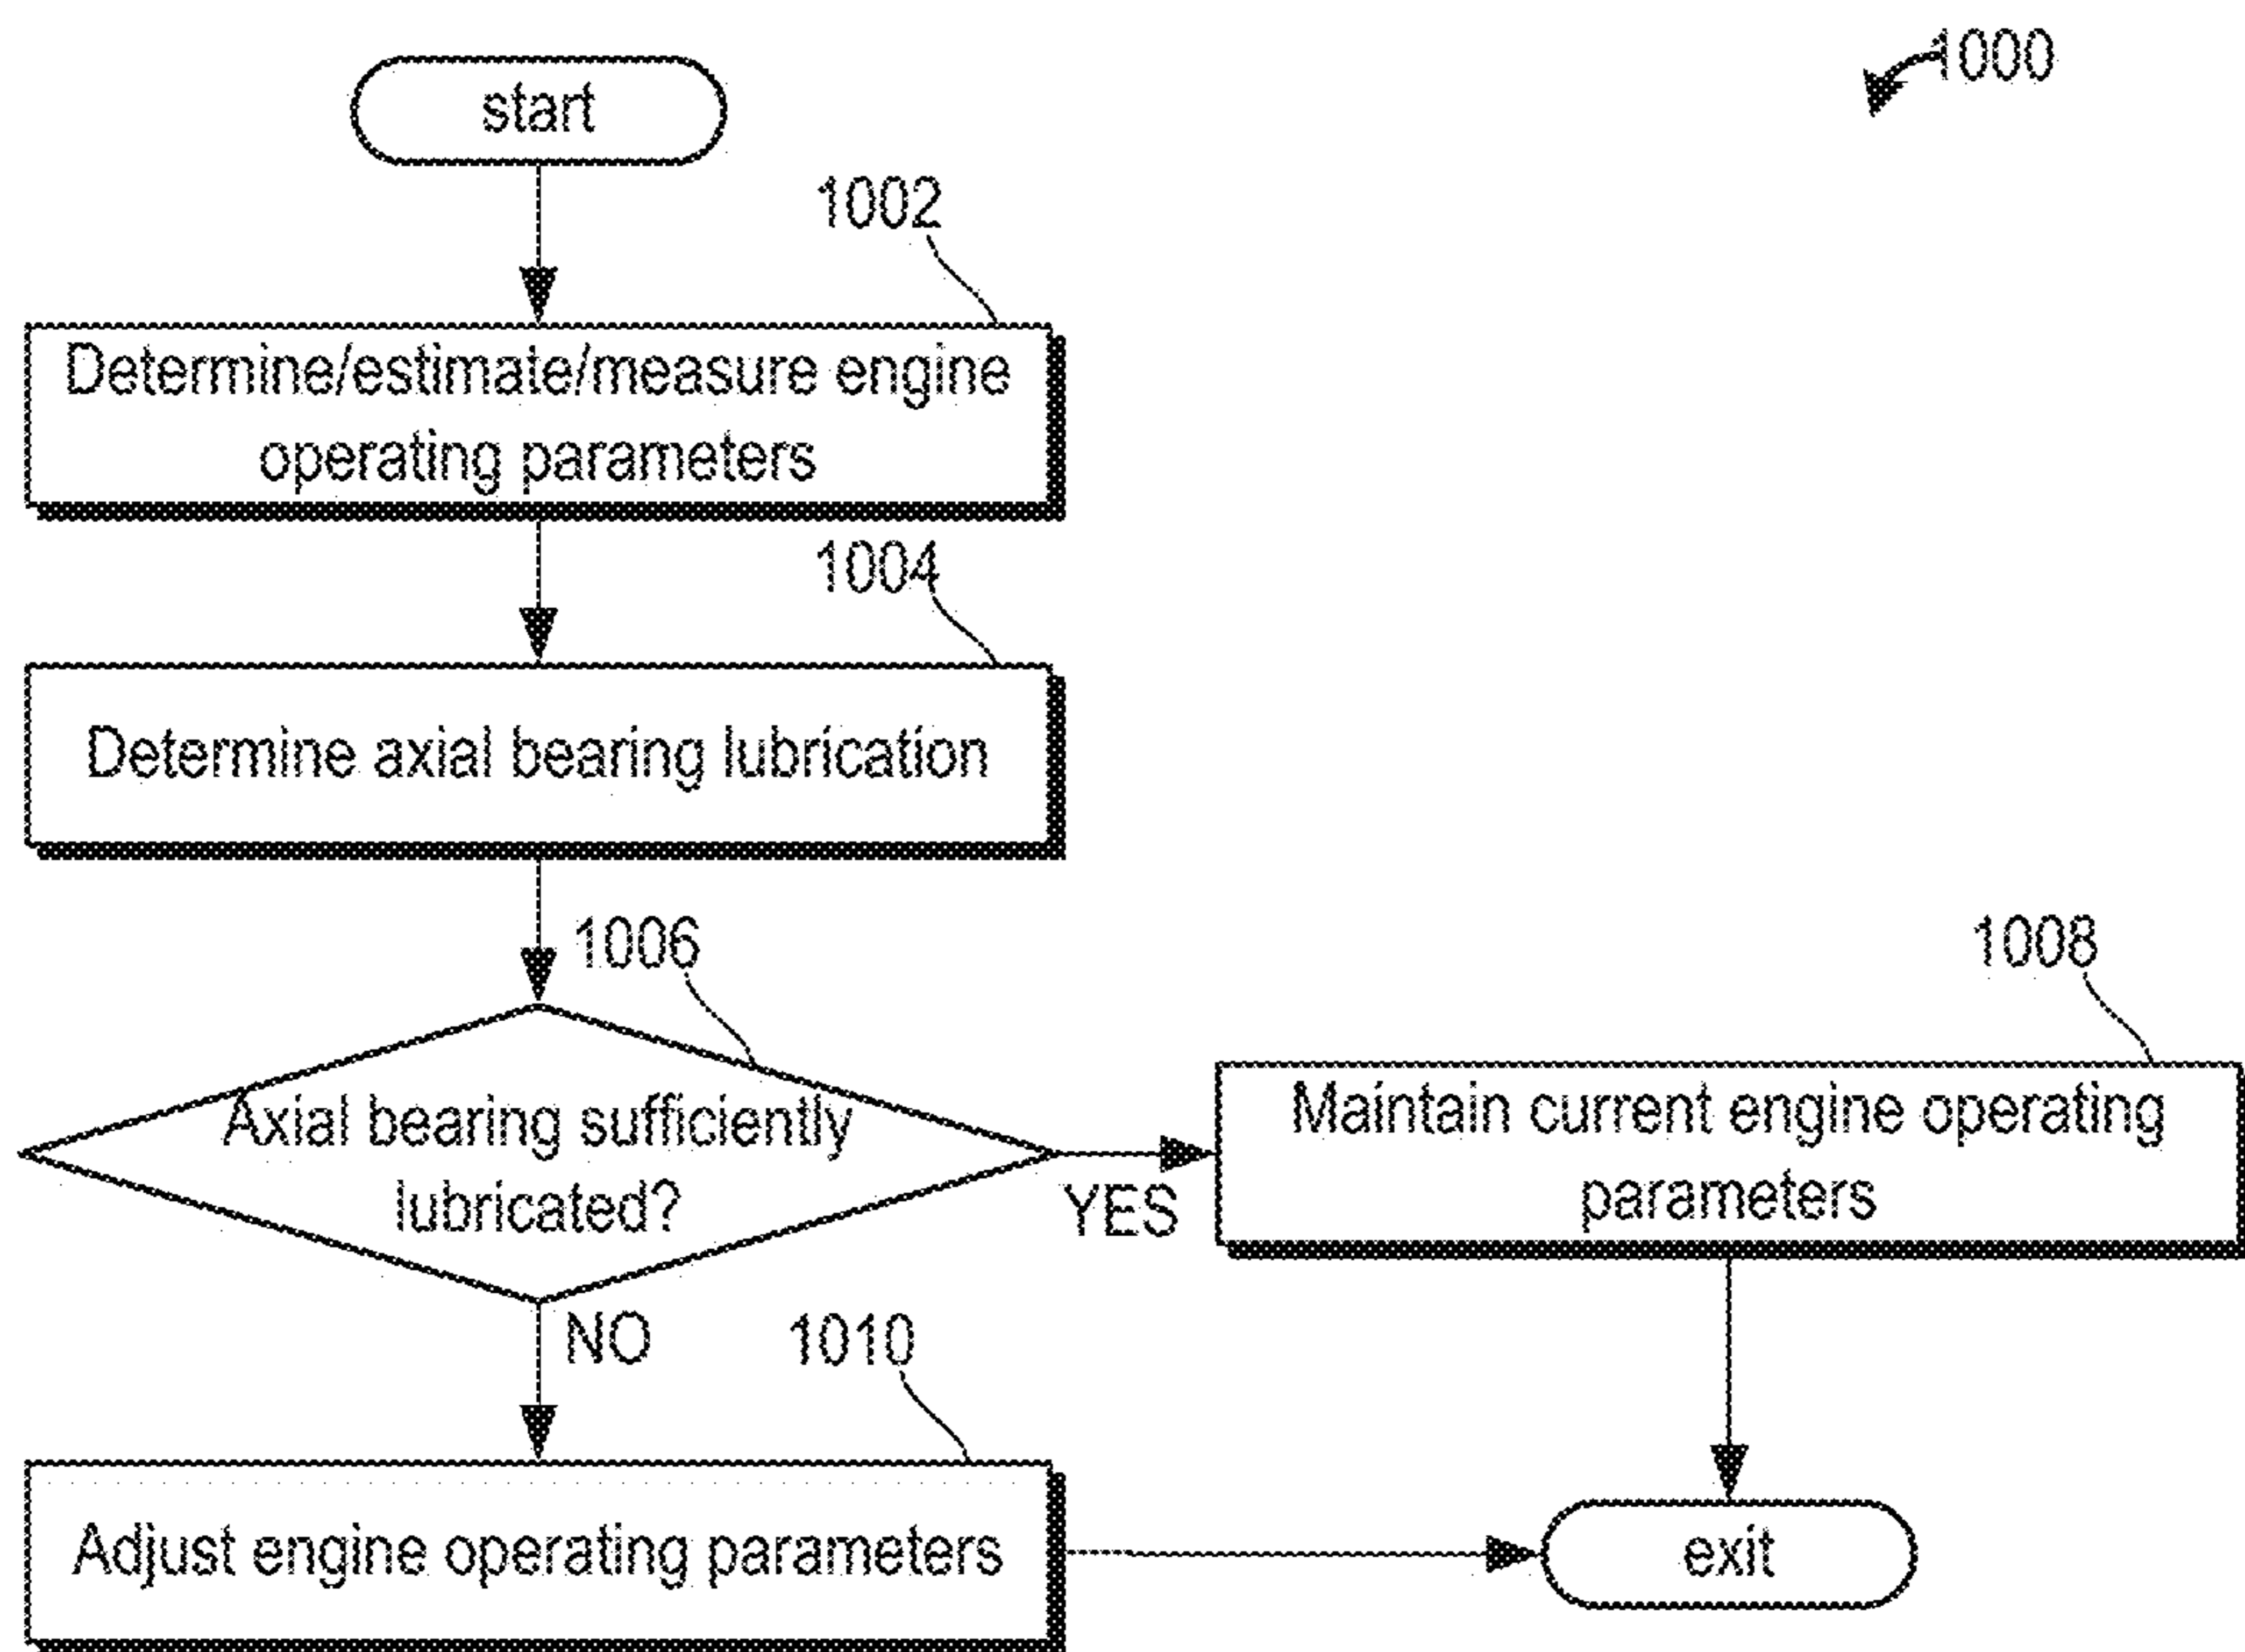 1000
start
1002
Determine/estimate/measure engine
operating parameters
1004
Determine axial bearing lubrication
1006
Axial bearing sufficiently
lubricated?
YES
1008
Maintain current engine operating
parameters
NO
1010
Adjust engine operating parameters
exit